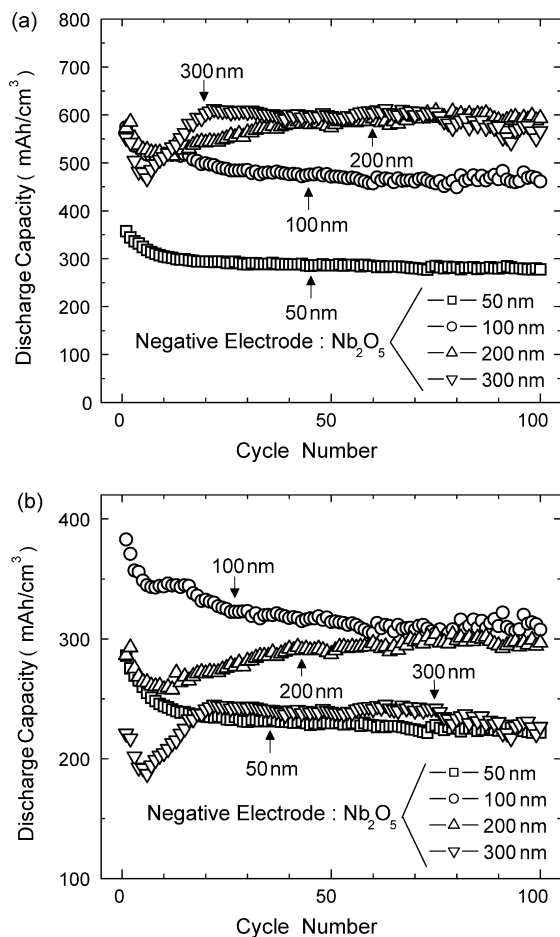 (a)
800
700
600
500
400
300
200
100
0
Discharge Capacity ( mAh/cm³ )
300 nm
200 nm
100 nm
50 nm
Negative Electrode : Nb₂O₅
50 nm
100 nm
200 nm
300 nm
0 50 100
Cycle Number
(b)
400
300
200
100
Discharge Capacity ( mAh/cm³ )
100 nm
200 nm
300 nm
50 nm
Negative Electrode : Nb₂O₅
50 nm
100 nm
200 nm
300 nm
0 50 100
Cycle Number